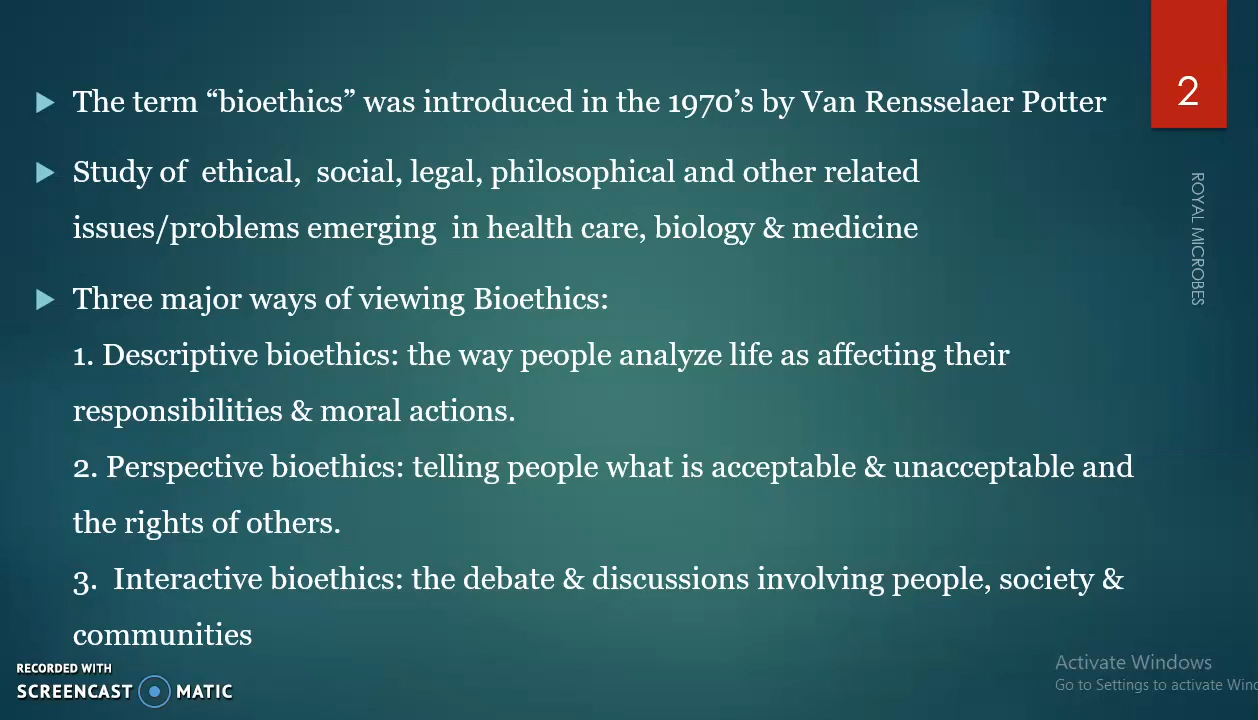 2
The term “bioethics” was introduced in the 1970’s by Van Rensselaer Potter
Study of ethical, social, legal, philosophical and other related
issues/problems emerging in health care, biology & medicine
Three major ways of viewing Bioethics:
1. Descriptive bioethics: the way people analyze life as affecting their
responsibilities & moral actions.
2. Perspective bioethics: telling people what is acceptable & unacceptable and
the rights of others.
3. Interactive bioethics: the debate & discussions involving people, society &
communities
ROYAL MICROBES
RECORDED WITH
SCREENCAST MATIC
Activate Windows
Go to Settings to activate Wind